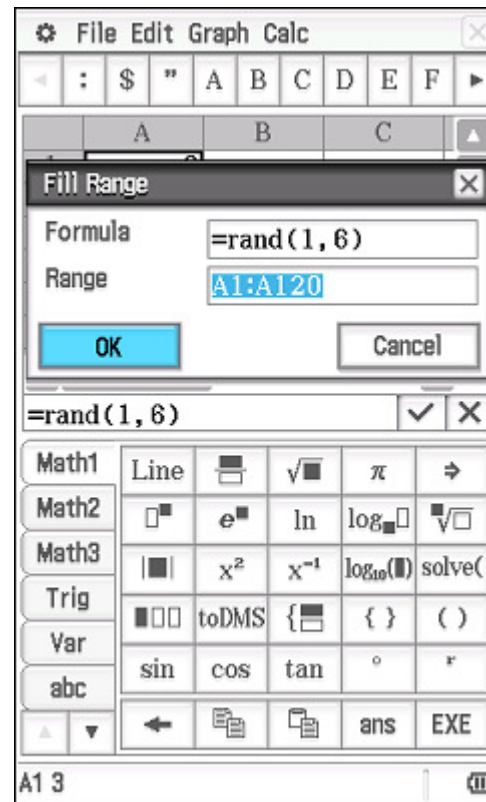 File Edit Graph Calc
: $ " A B C D E F
A B C
Fill Range
Formula =rand(1,6)
Range A1:A120
OK Cancel
=rand(1,6)
Math1 Line √■ π ⇒
Math2 □■ e■ ln log■□ ■√□
Math3 |■| x² x⁻¹ log₁₀(■) solve(
Trig ■□□ toDMS { } ( )
Var sin cos tan ° r
abc
ans EXE
A1 3